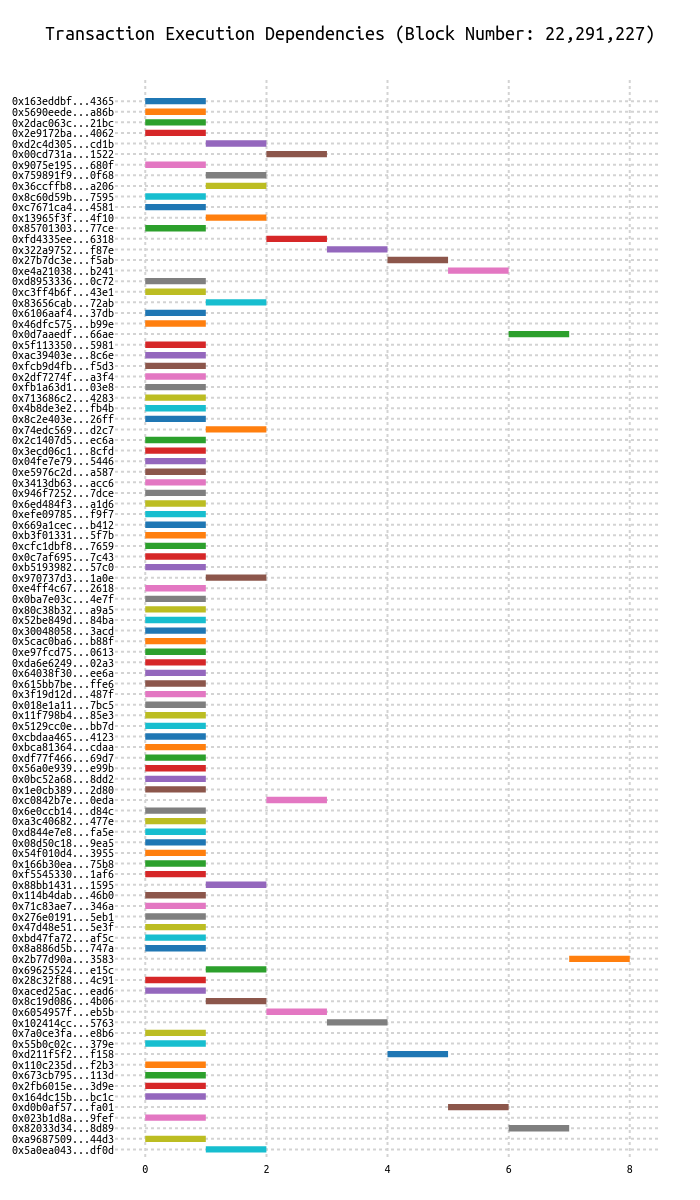 Transaction Execution Dependencies (Block Number: 22,291,227)
0x163eddbf...4365
0x5690eede...a86b
0x2dac063c...21bc
0x2e9172ba...4062
0xd2c4d305...cd1b
0x00cd731a...1522
0x9075e195...680f
0x759891f9...0f68
0x36ccffb8...a206
0x8c60d59b...7595
0xc7671ca4...4581
0x13965f3f...4f10
0x85701303...77ce
0xfd4335ee...6318
0x322a9752...f87e
0x27b7dc3e...f5ab
0xe4a21038...b241
0xd8953336...0c72
0xc3ff4b6f...43e1
0x83656cab...72ab
0x6106aaf4...37db
0x46dfc575...b99e
0x0d7aaedf...66ae
0x5f113350...5981
0xac39403e...8c6e
0xfcb9d4fb...f5d3
0x2df7274f...a3f4
0xfb1a63d1...03e8
0x713686c2...4283
0x4b8de3e2...fb4b
0x8c2e403e...26ff
0x74edc569...d2c7
0x2c1407d5...ec6a
0x3ecd06c1...8cfd
0x04fe7e79...5446
0xe5976c2d...a587
0x3413db63...acc6
0x946f7252...7dce
0x6ed484f3...a1d6
0xefe09785...f9f7
0x669a1cec...b412
0xb3f01331...5f7b
0xcfc1dbf8...7659
0x0c7af695...7c43
0xb5193982...57c0
0x970737d3...1a0e
0xe4ff4c67...2618
0x0ba7e03c...4e7f
0x80c38b32...a9a5
0x52be849d...84ba
0x30048058...3acd
0x5cac0ba6...b88f
0xe97fcd75...0613
0xda6e6249...02a3
0x64038f30...ee6a
0x615bb7be...ffe6
0x3f19d12d...487f
0x018e1a11...7bc5
0x11f798b4...85e3
0x5129cc0e...bb7d
0xcbdaa465...4123
0xbca81364...cdaa
0xdf77f466...69d7
0x56a0e939...e99b
0x0bc52a68...8dd2
0x1e0cb389...2d80
0xc0842b7e...0eda
0x6e0ccb14...d84c
0xa3c40682...477e
0xd844e7e8...fa5e
0x08d50c18...9ea5
0x54f010d4...3955
0x166b30ea...75b8
0xf5545330...1af6
0x88bb1431...1595
0x114b4dab...46b0
0x71c83ae7...346a
0x276e0191...5eb1
0x47d48e51...5e3f
0xbd47fa72...af5c
0x8a886d5b...747a
0x2b77d90a...3583
0x69625524...e15c
0x28c32f88...4c91
0xaced25ac...ead6
0x8c19d086...4b06
0x6054957f...eb5b
0x102414cc...5763
0x7a0ce3fa...e8b6
0x55b0c02c...379e
0xd211f5f2...f158
0x110c235d...f2b3
0x673cb795...113d
0x2fb6015e...3d9e
0x164dc15b...bc1c
0xd0b0af57...fa01
0x023b1d8a...9fef
0x82033d34...8d89
0xa9687509...44d3
0x5a0ea043...df0d
0 2 4 6 8